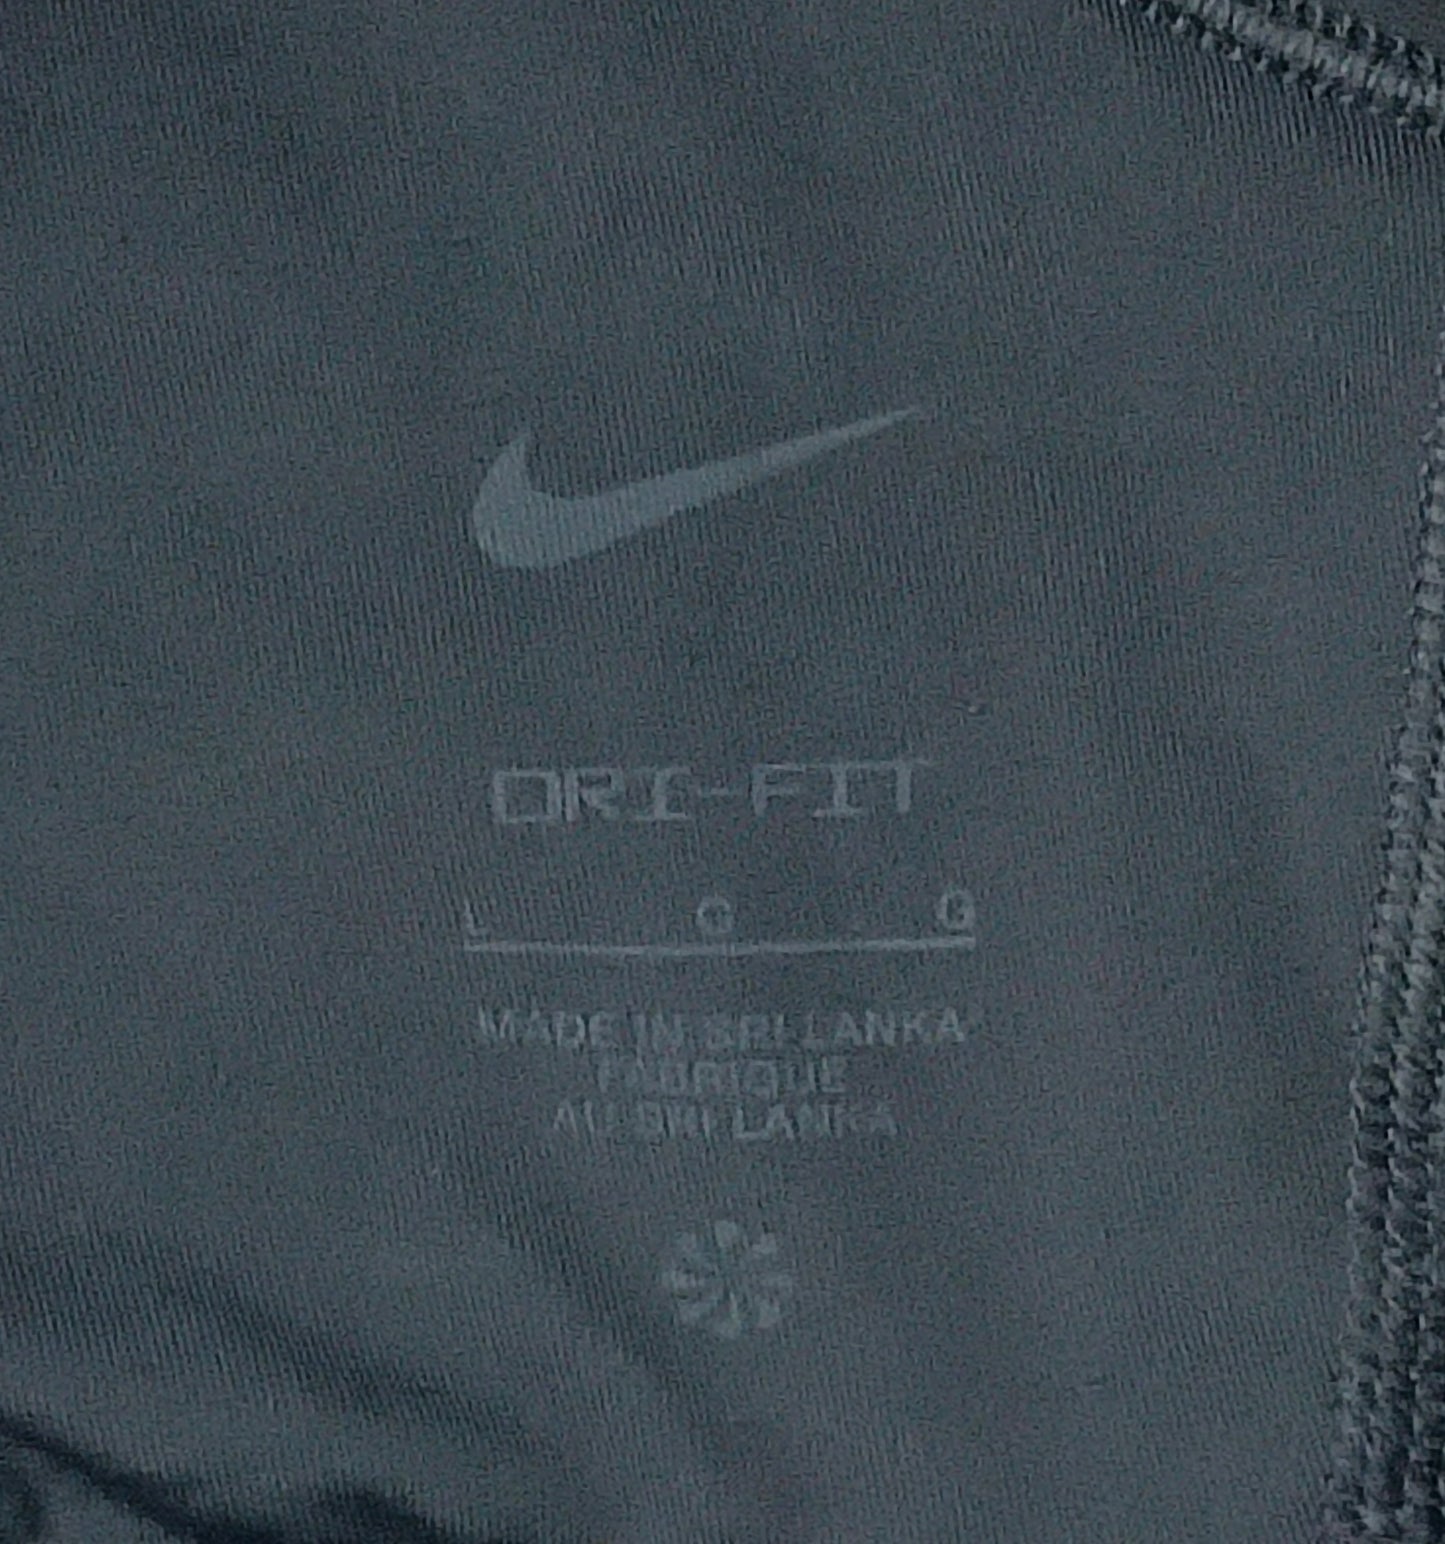 DRI-FIT
L G G
MADE IN SRI LANKA
FABRIQUE
AU SRI LANKA